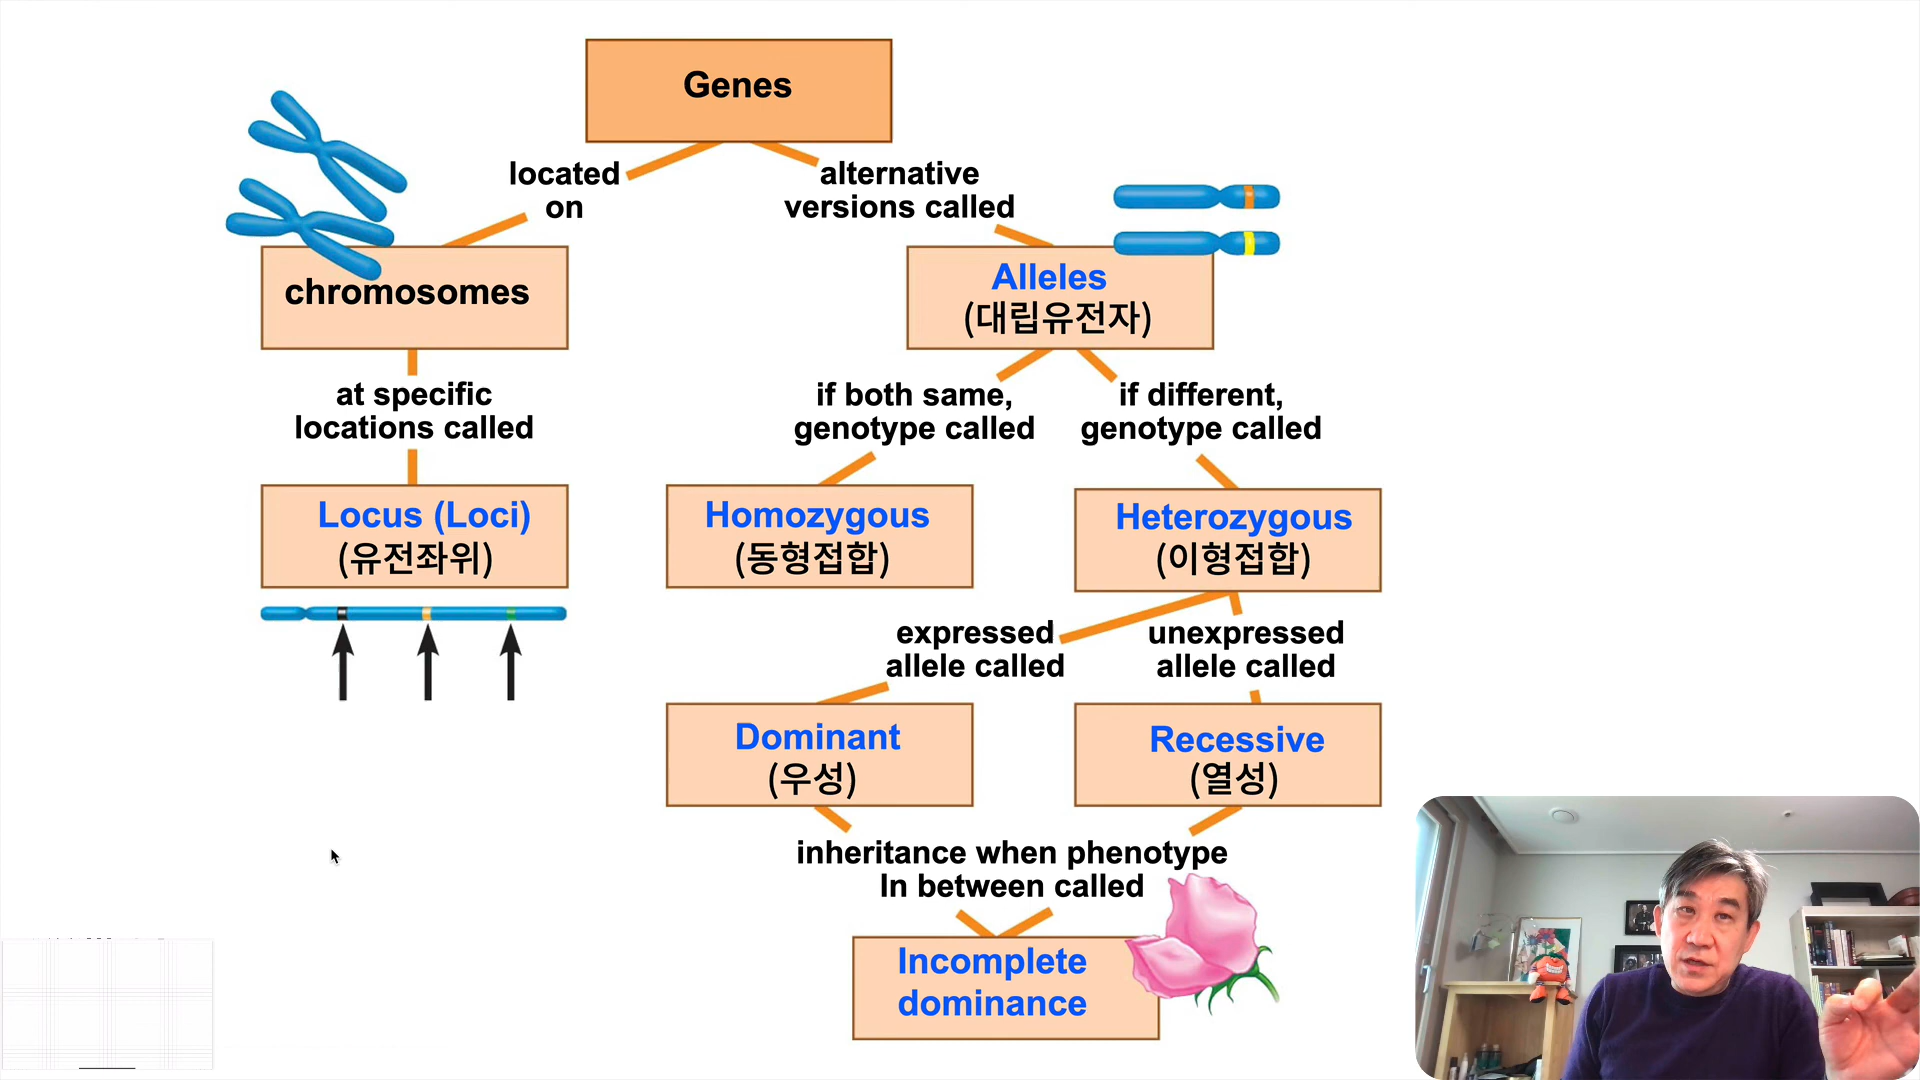 Genes
located
on
alternative
versions called
chromosomes
Alleles
(대립유전자)
at specific
locations called
if both same,
genotype called
if different,
genotype called
Locus (Loci)
(유전좌위)
Homozygous
(동형접합)
Heterozygous
(이형접합)
expressed
allele called
unexpressed
allele called
Dominant
(우성)
Recessive
(열성)
inheritance when phenotype
In between called
Incomplete
dominance